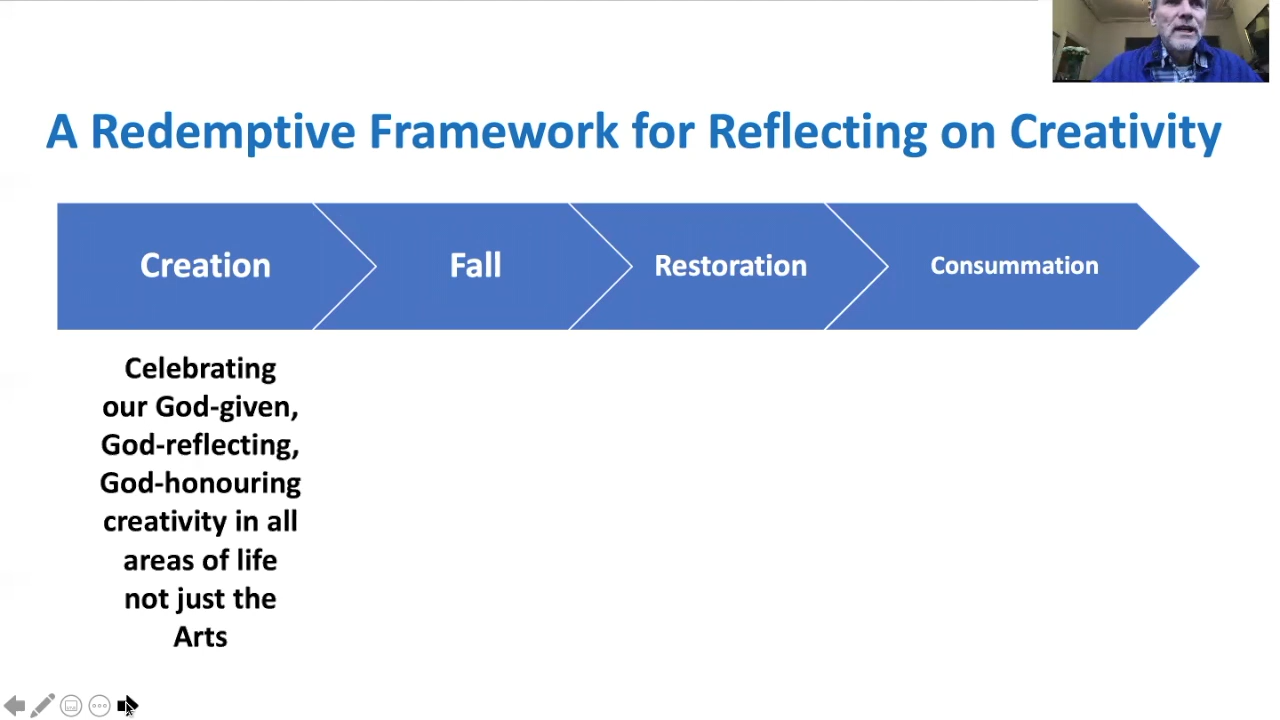 A Redemptive Framework for Reflecting on Creativity
Creation
Fall
Restoration
Consummation
Celebrating
our God-given,
God-reflecting,
God-honouring
creativity in all
areas of life
not just the
Arts